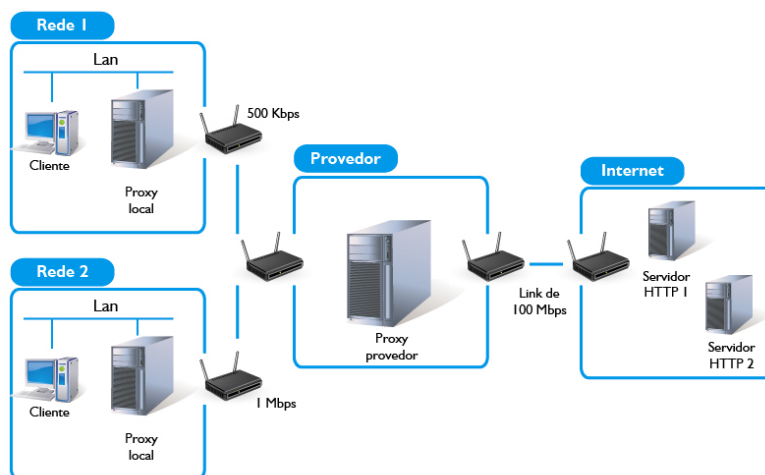 Rede 1
Lan
Cliente
Proxy
local
500 Kbps
Provedor
Proxy
provedor
Link de
100 Mbps
Internet
Servidor
HTTP 1
Servidor
HTTP 2
Rede 2
Lan
Cliente
Proxy
local
1 Mbps